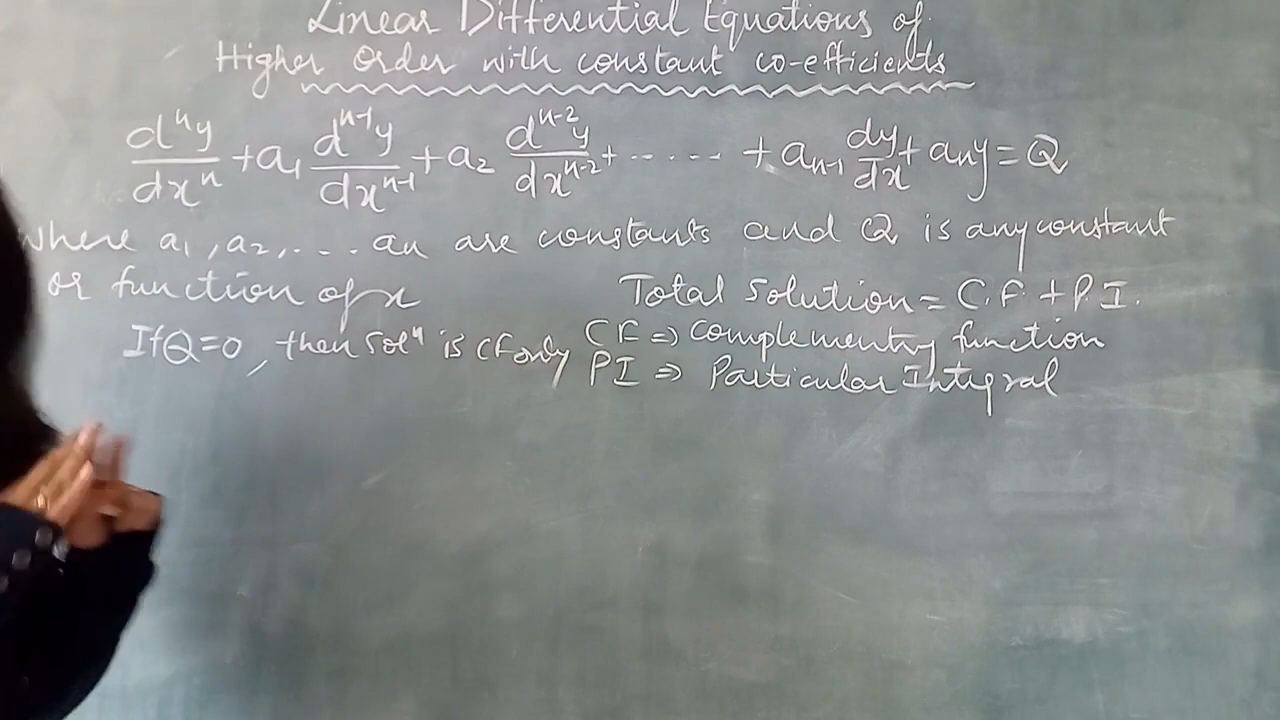 Linear Differential Equations of
Higher Order with constant co-efficients
dⁿy/dxⁿ + a₁ dⁿ⁻¹y/dxⁿ⁻¹ + a₂ dⁿ⁻²y/dxⁿ⁻² + ...... + aₙ₋₁ dy/dx + aₙy = Q
where a₁, a₂, .... aₙ are constants and Q is any constant
or function of x
Total Solution = C.F. + P.I.
If Q=0, then solⁿ is CF only
CF => Complementry function
PI => Particular Integral